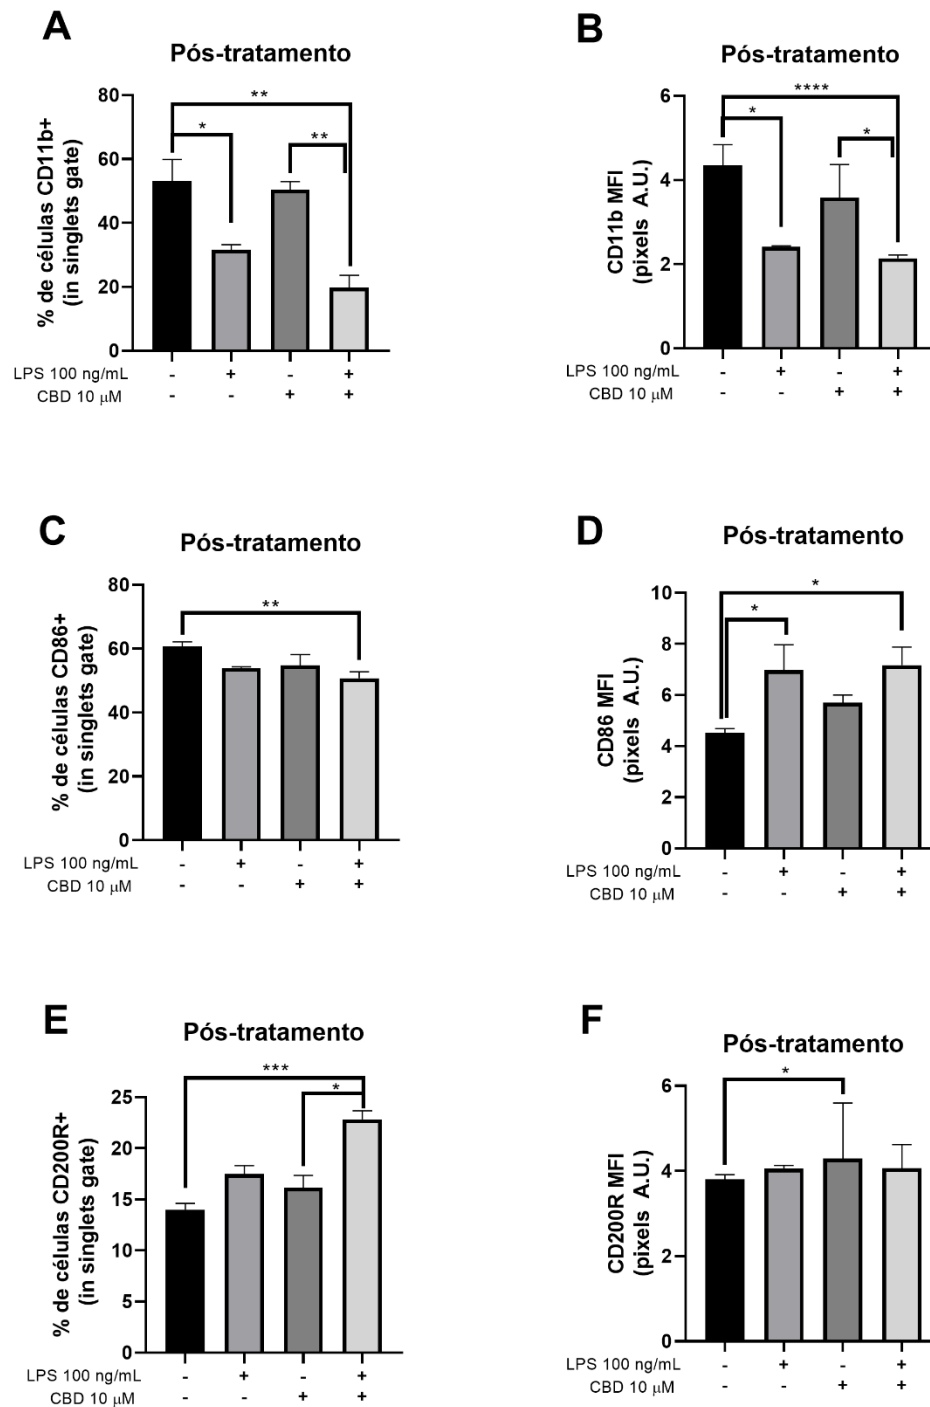 A
Pós-tratamento
% de células CD11b+
(in singlets gate)
80
60
40
20
0
**
*
**
LPS 100 ng/mL - + - +
CBD 10 µM - - + +
B
Pós-tratamento
CD11b MFI
(pixels A.U.)
6
4
2
0
****
*
*
LPS 100 ng/mL - + - +
CBD 10 µM - - + +
C
Pós-tratamento
% de células CD86+
(in singlets gate)
80
60
40
20
0
**
LPS 100 ng/mL - + - +
CBD 10 µM - - + +
D
Pós-tratamento
CD86 MFI
(pixels A.U.)
10
8
6
4
2
0
*
*
LPS 100 ng/mL - + - +
CBD 10 µM - - + +
E
Pós-tratamento
% de células CD200R+
(in singlets gate)
25
20
15
10
5
0
***
*
LPS 100 ng/mL - + - +
CBD 10 µM - - + +
F
Pós-tratamento
CD200R MFI
(pixels A.U.)
6
4
2
0
*
LPS 100 ng/mL - + - +
CBD 10 µM - - + +